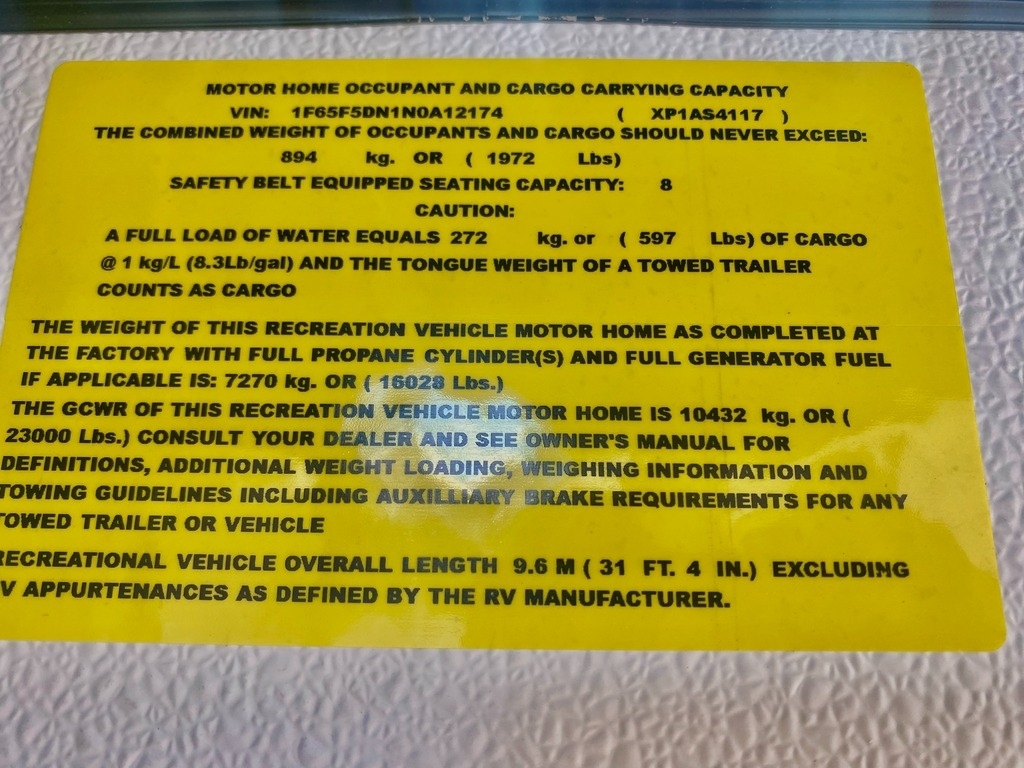 MOTOR HOME OCCUPANT AND CARGO CARRYING CAPACITY
VIN: 1F65F5DN1N0A12174 ( XP1AS4117 )
THE COMBINED WEIGHT OF OCCUPANTS AND CARGO SHOULD NEVER EXCEED:
894 kg. OR ( 1972 Lbs)
SAFETY BELT EQUIPPED SEATING CAPACITY: 8
CAUTION:
A FULL LOAD OF WATER EQUALS 272 kg. or ( 597 Lbs) OF CARGO
@ 1 kg/L (8.3Lb/gal) AND THE TONGUE WEIGHT OF A TOWED TRAILER
COUNTS AS CARGO
THE WEIGHT OF THIS RECREATION VEHICLE MOTOR HOME AS COMPLETED AT
THE FACTORY WITH FULL PROPANE CYLINDER(S) AND FULL GENERATOR FUEL
IF APPLICABLE IS: 7270 kg. OR ( 16028 Lbs.)
THE GCWR OF THIS RECREATION VEHICLE MOTOR HOME IS 10432 kg. OR (
23000 Lbs.) CONSULT YOUR DEALER AND SEE OWNER'S MANUAL FOR
DEFINITIONS, ADDITIONAL WEIGHT LOADING, WEIGHING INFORMATION AND
TOWING GUIDELINES INCLUDING AUXILLIARY BRAKE REQUIREMENTS FOR ANY
TOWED TRAILER OR VEHICLE
RECREATIONAL VEHICLE OVERALL LENGTH 9.6 M ( 31 FT. 4 IN.) EXCLUDING
V APPURTENANCES AS DEFINED BY THE RV MANUFACTURER.